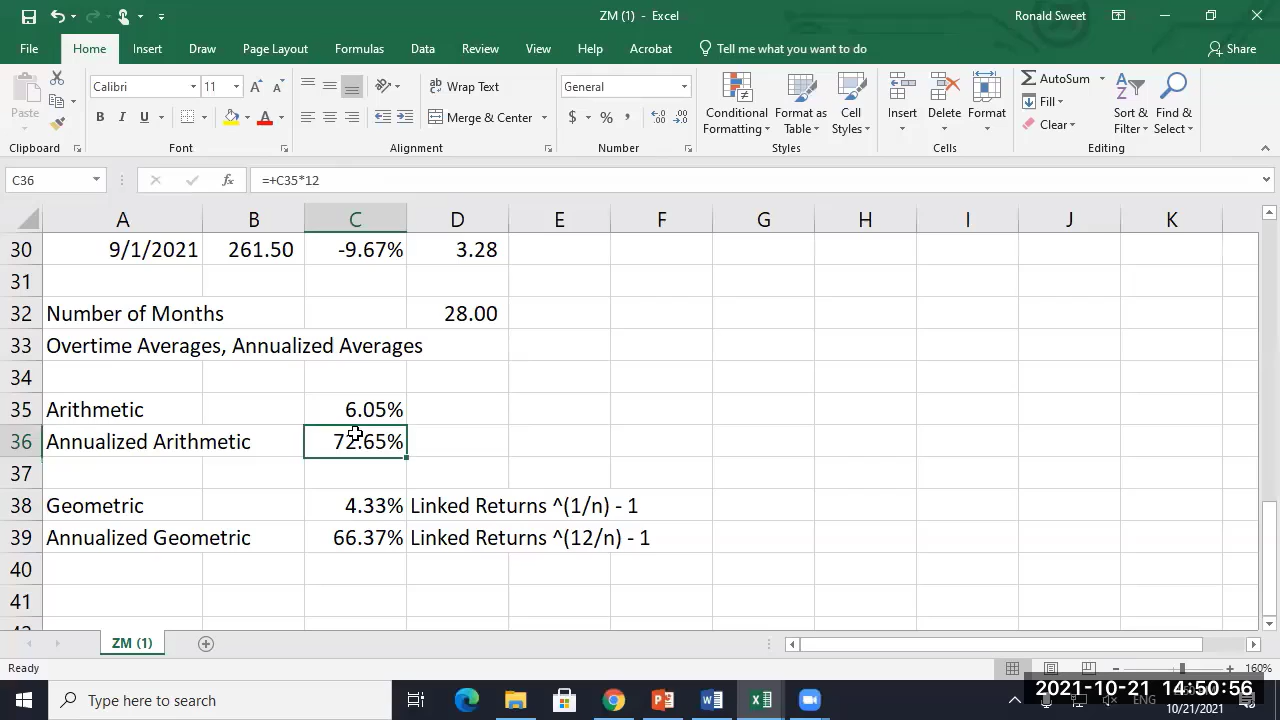 ZM (1) - Excel
Ronald Sweet
File Home Insert Draw Page Layout Formulas Data Review View Help Acrobat Tell me what you want to do Share
Paste
Calibri 11
Wrap Text
General
Conditional Formatting
Format as Table
Cell Styles
Insert Delete Format
AutoSum
Fill
Clear
Sort & Filter
Find & Select
B I U
Merge & Center
$ % ,
Clipboard Font Alignment Number Styles Cells Editing
C36 fx =+C35*12
A B C D E F G H I J K
30 9/1/2021 261.50 -9.67% 3.28
31
32 Number of Months 28.00
33 Overtime Averages, Annualized Averages
34
35 Arithmetic 6.05%
36 Annualized Arithmetic 72.65%
37
38 Geometric 4.33% Linked Returns ^(1/n) - 1
39 Annualized Geometric 66.37% Linked Returns ^(12/n) - 1
40
41
ZM (1)
Ready 160%
Type here to search
2021-10-21 14:50:56
ENG
10/21/2021